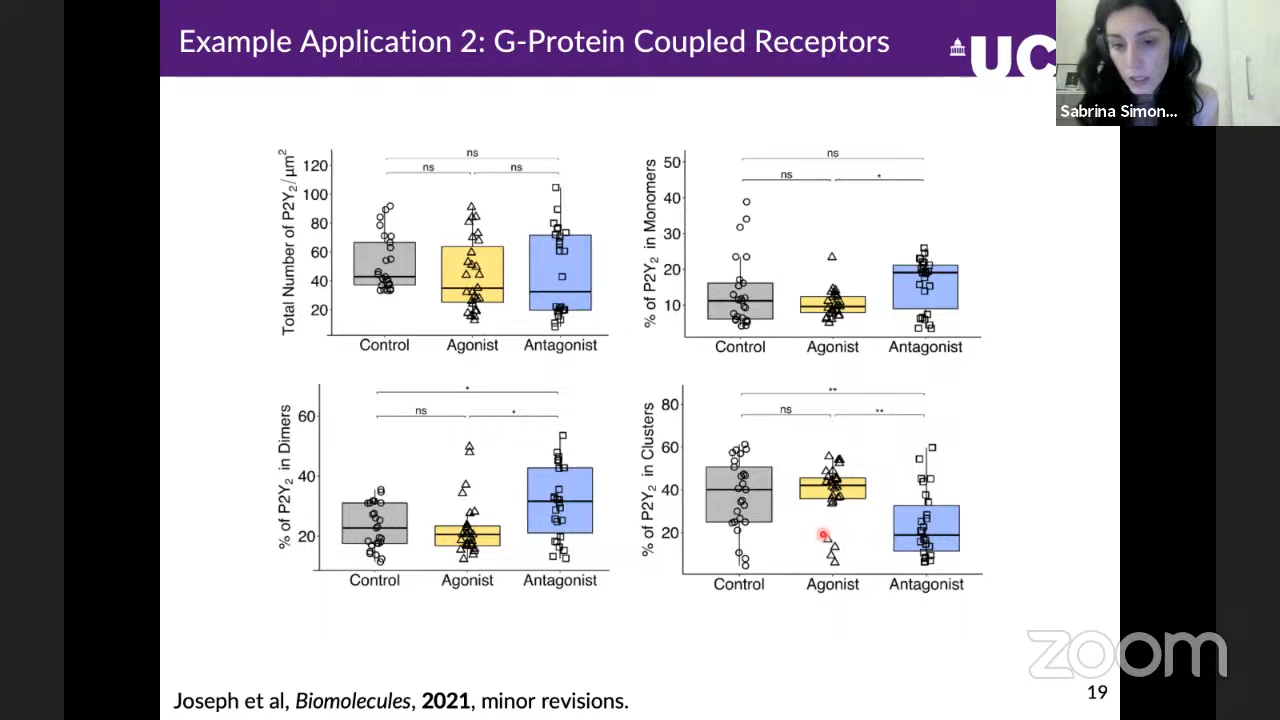 Example Application 2: G-Protein Coupled Receptors
UC
Sabrina Simon...
Total Number of P2Y2/µm²
120
100
80
60
40
20
ns
ns
ns
Control
Agonist
Antagonist
% of P2Y2 in Monomers
50
40
30
20
10
ns
ns
*
Control
Agonist
Antagonist
% of P2Y2 in Dimers
60
40
20
*
ns
*
Control
Agonist
Antagonist
% of P2Y2 in Clusters
80
60
40
20
**
ns
**
Control
Agonist
Antagonist
zoom
Joseph et al, Biomolecules, 2021, minor revisions.
19